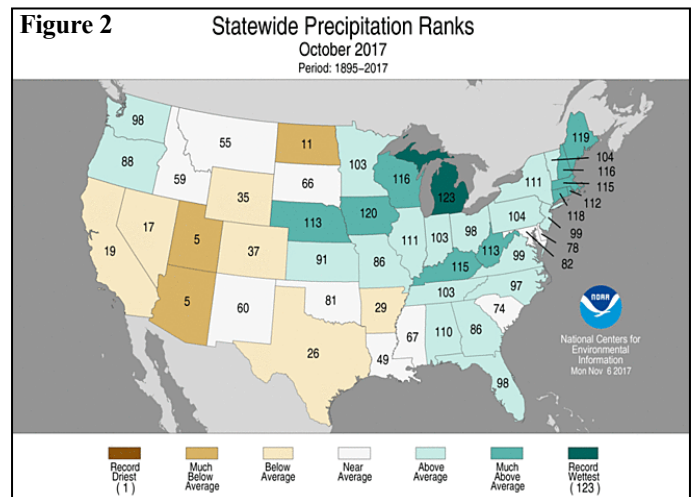 Figure 2
Statewide Precipitation Ranks
October 2017
Period: 1895-2017
98
88
55
59
11
66
35
19
17
5
37
5
60
26
113
91
81
29
49
103
120
86
116
123
111
103
98
115
113
103
67
110
86
98
74
97
99
104
111
119
104
116
115
112
118
99
78
82
NOAA
National Centers for
Environmental
Information
Mon Nov 6 2017
Record
Driest
(1)
Much
Below
Average
Below
Average
Near
Average
Above
Average
Much
Above
Average
Record
Wettest
(123)